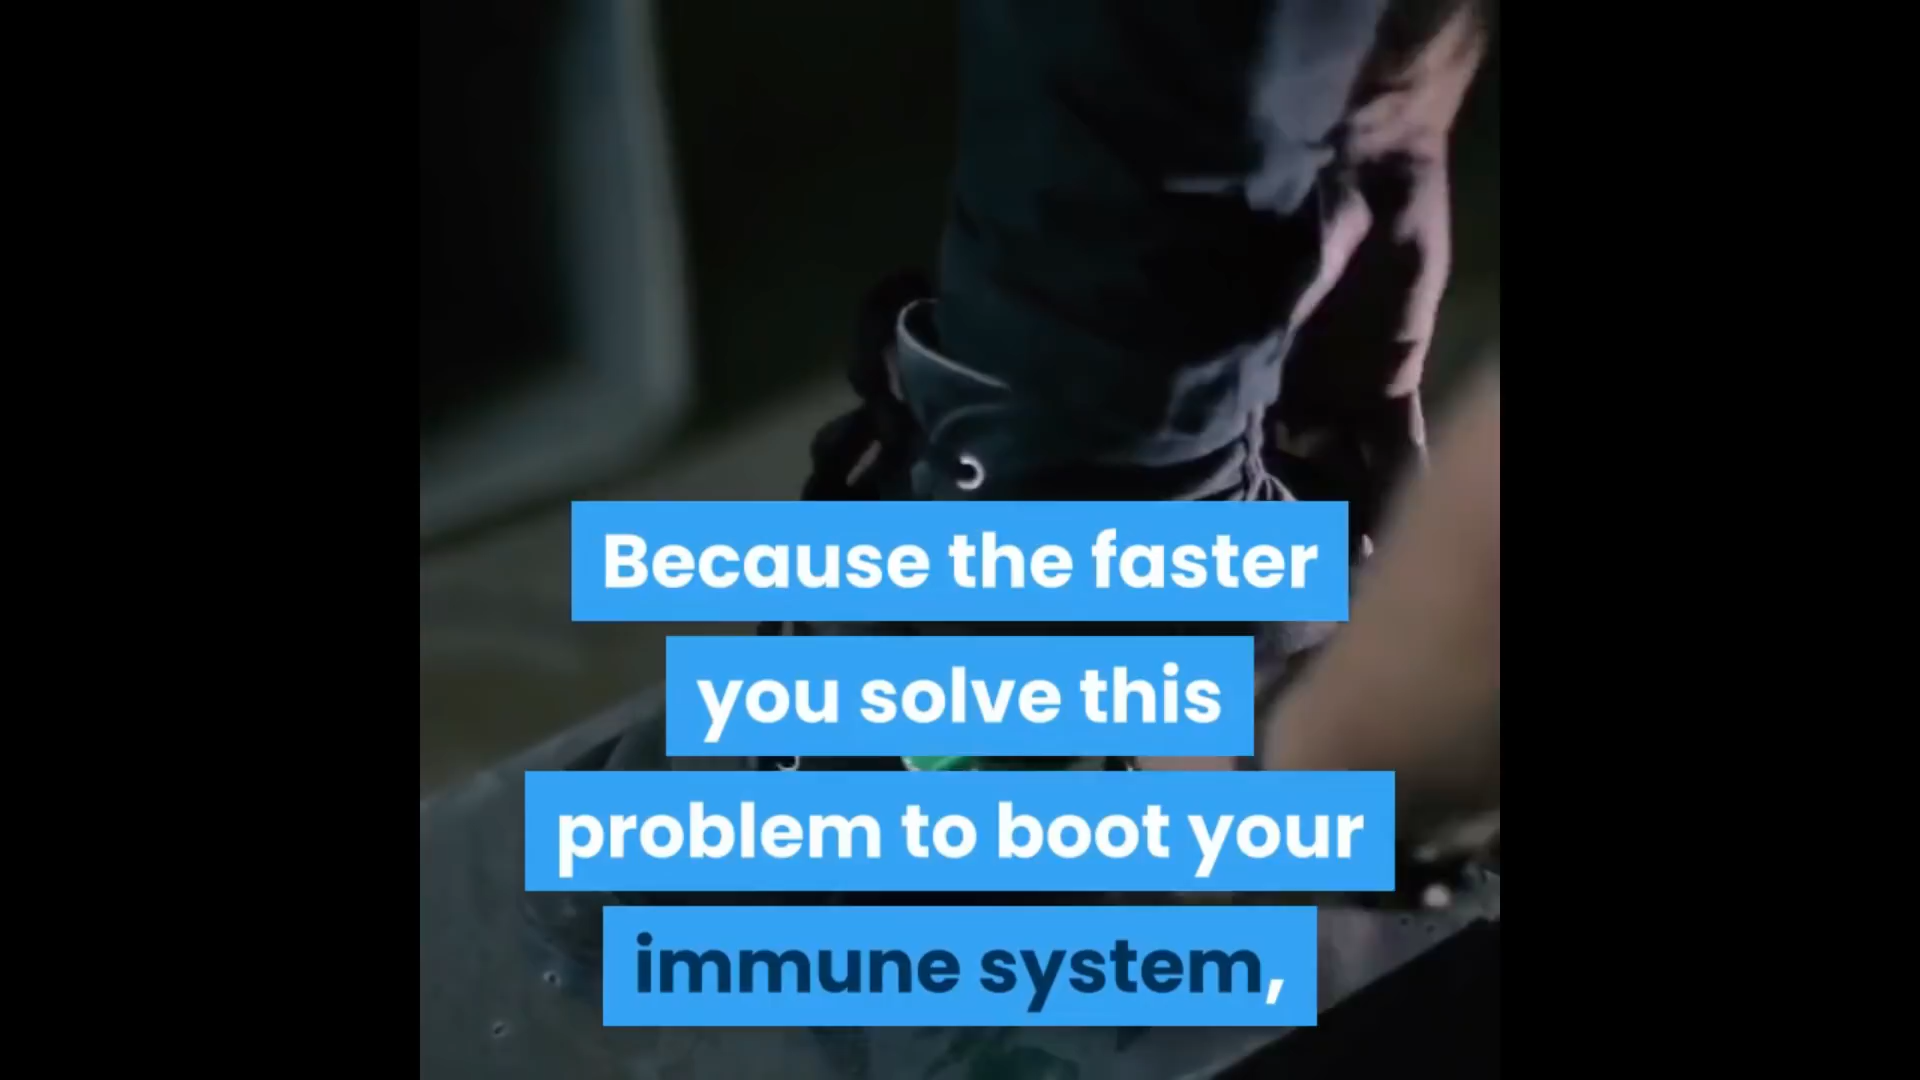 Because the faster
you solve this
problem to boot your
immune system,